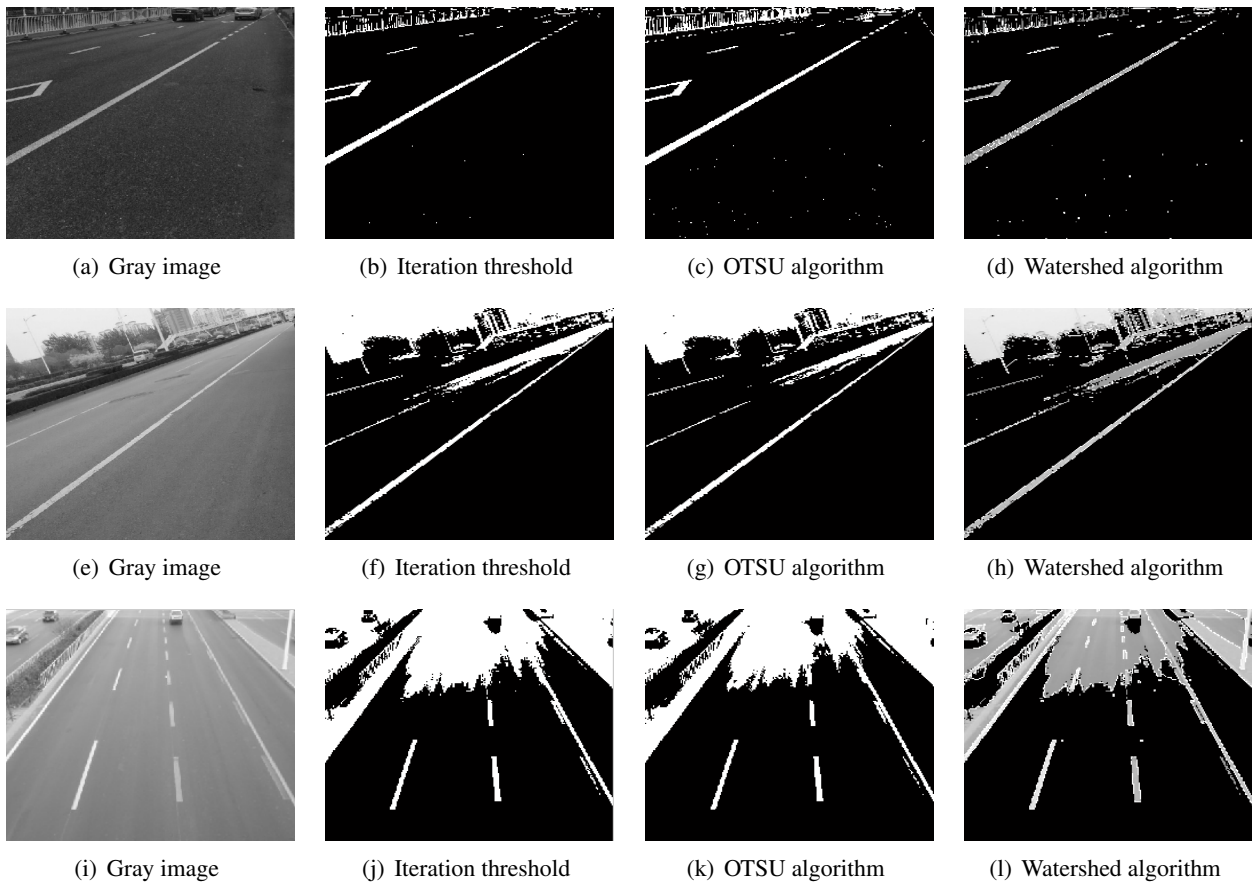 (a) Gray image
(b) Iteration threshold
(c) OTSU algorithm
(d) Watershed algorithm
(e) Gray image
(f) Iteration threshold
(g) OTSU algorithm
(h) Watershed algorithm
(i) Gray image
(j) Iteration threshold
(k) OTSU algorithm
(l) Watershed algorithm